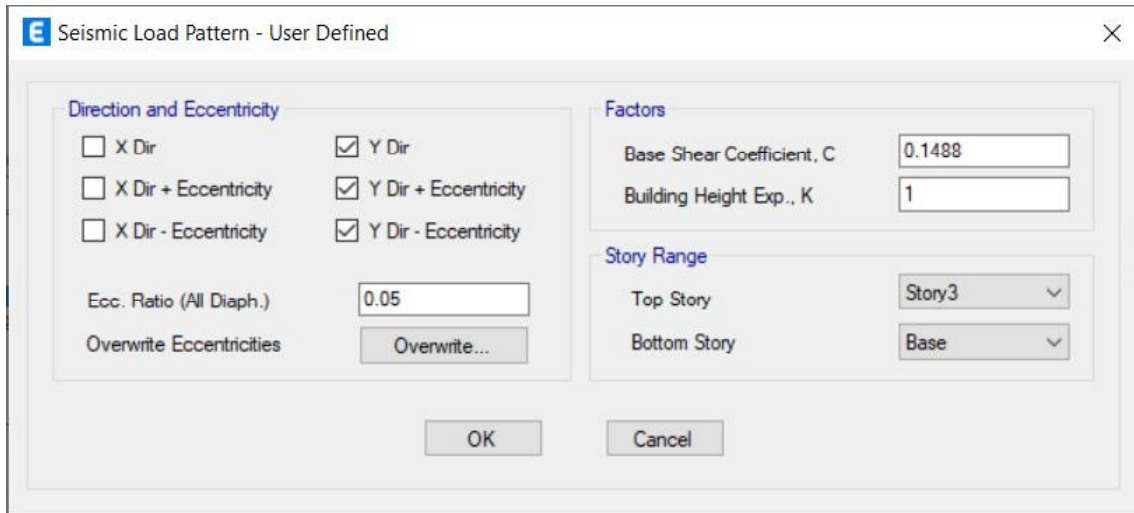 E Seismic Load Pattern - User Defined
Direction and Eccentricity
X Dir
Y Dir
X Dir + Eccentricity
Y Dir + Eccentricity
X Dir - Eccentricity
Y Dir - Eccentricity
Ecc. Ratio (All Diaph.)
0.05
Overwrite Eccentricities
Overwrite...
Factors
Base Shear Coefficient, C
0.1488
Building Height Exp., K
1
Story Range
Top Story
Story3
Bottom Story
Base
OK
Cancel